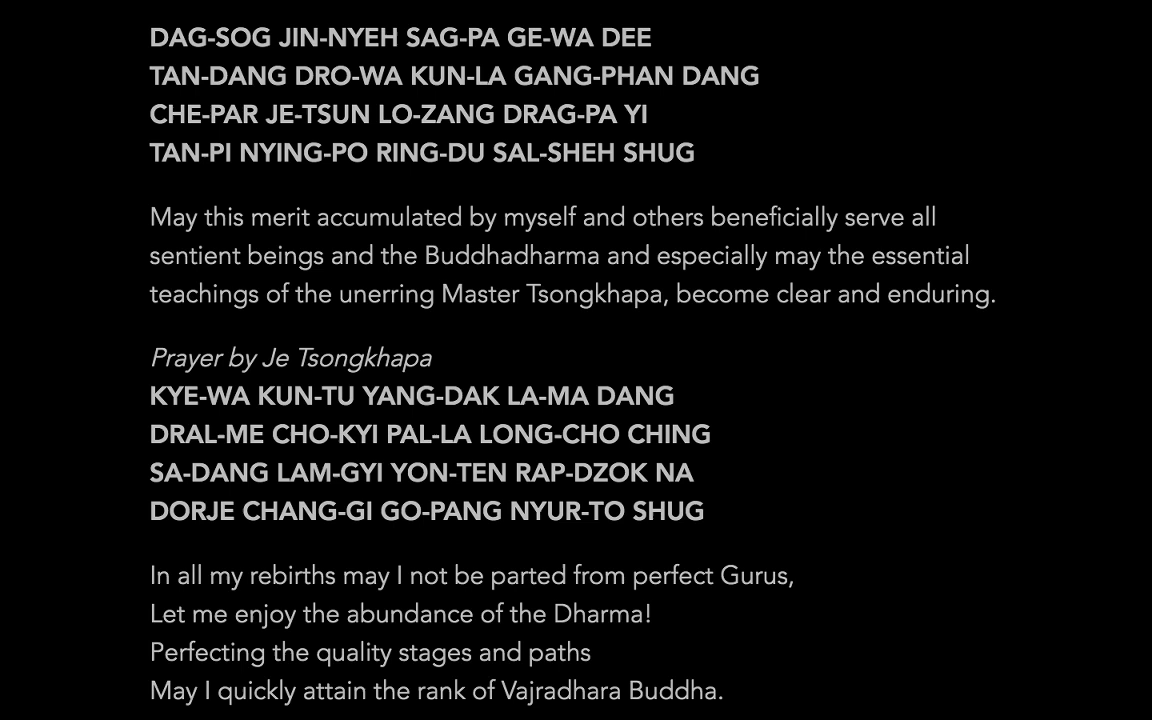 DAG-SOG JIN-NYEH SAG-PA GE-WA DEE
TAN-DANG DRO-WA KUN-LA GANG-PHAN DANG
CHE-PAR JE-TSUN LO-ZANG DRAG-PA YI
TAN-PI NYING-PO RING-DU SAL-SHEH SHUG
May this merit accumulated by myself and others beneficially serve all
sentient beings and the Buddhadharma and especially may the essential
teachings of the unerring Master Tsongkhapa, become clear and enduring.
Prayer by Je Tsongkhapa
KYE-WA KUN-TU YANG-DAK LA-MA DANG
DRAL-ME CHO-KYI PAL-LA LONG-CHO CHING
SA-DANG LAM-GYI YON-TEN RAP-DZOK NA
DORJE CHANG-GI GO-PANG NYUR-TO SHUG
In all my rebirths may I not be parted from perfect Gurus,
Let me enjoy the abundance of the Dharma!
Perfecting the quality stages and paths
May I quickly attain the rank of Vajradhara Buddha.